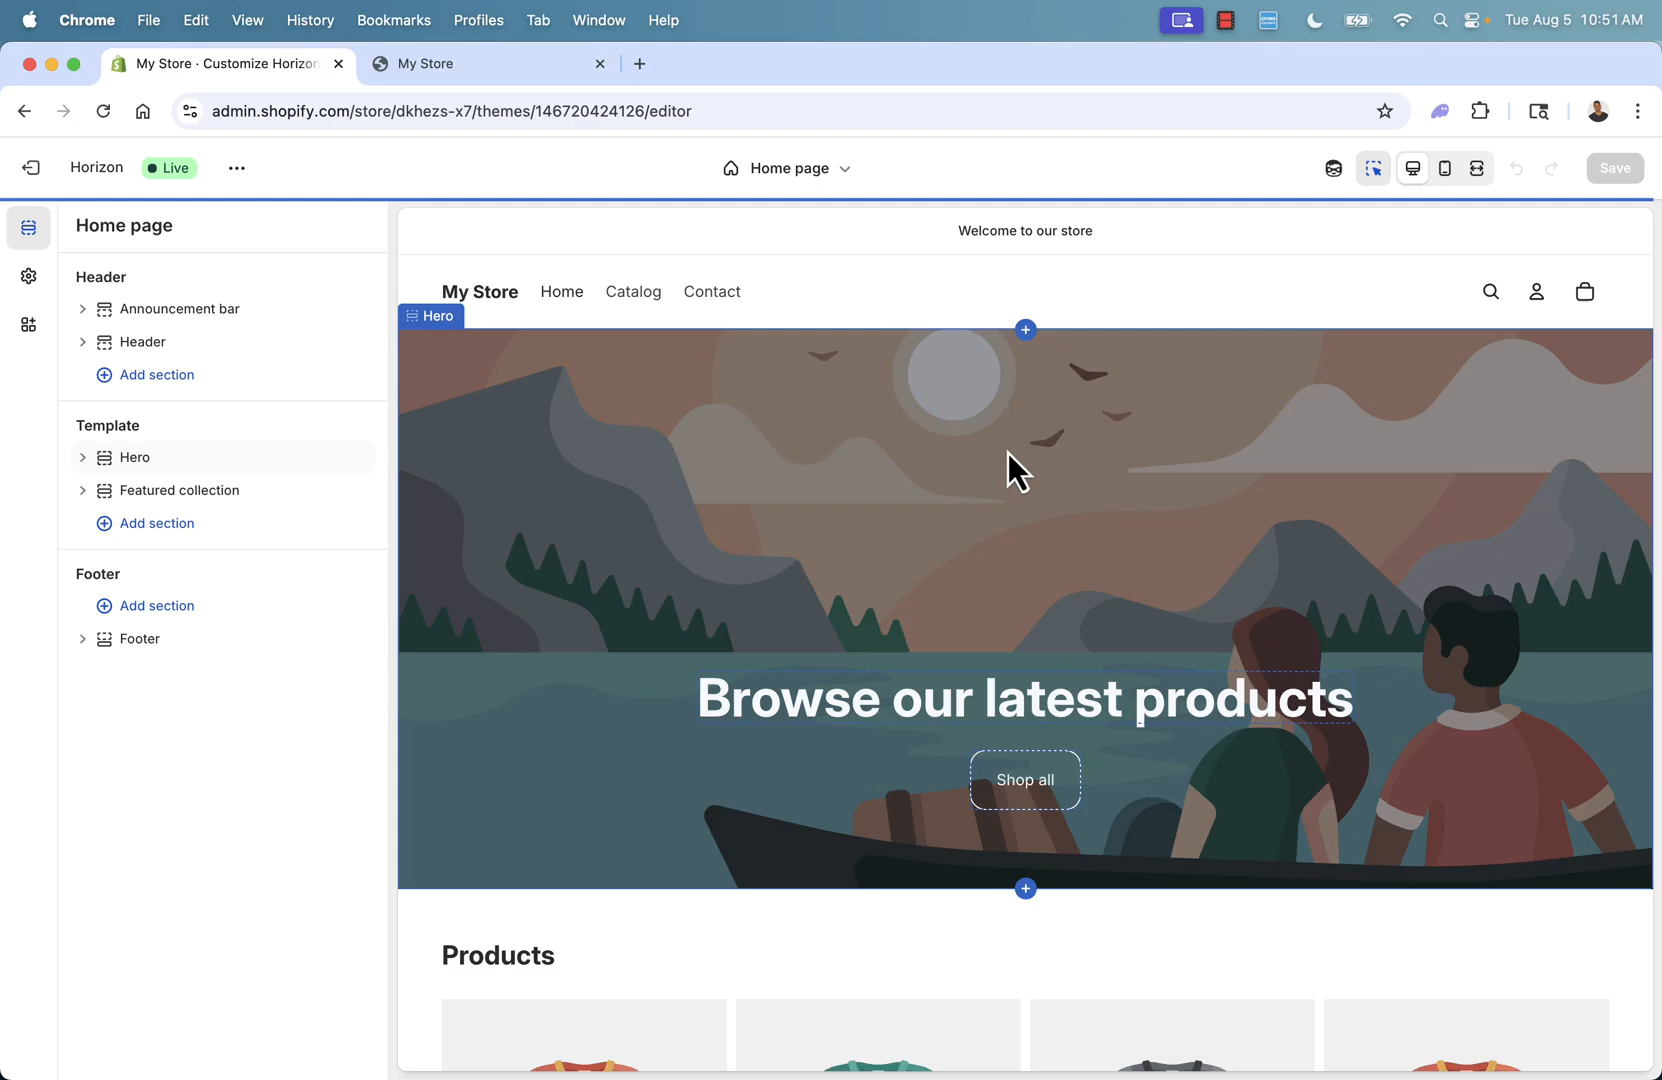 Chrome File Edit View History Bookmarks Profiles Tab Window Help
Tue Aug 5 10:51 AM
My Store · Customize Horizon
My Store
admin.shopify.com/store/dkhezs-x7/themes/146720424126/editor
Horizon
Live
Home page
Save
Home page
Header
Announcement bar
Header
Add section
Template
Hero
Featured collection
Add section
Footer
Add section
Footer
Welcome to our store
My Store Home Catalog Contact
Hero
Browse our latest products
Shop all
Products